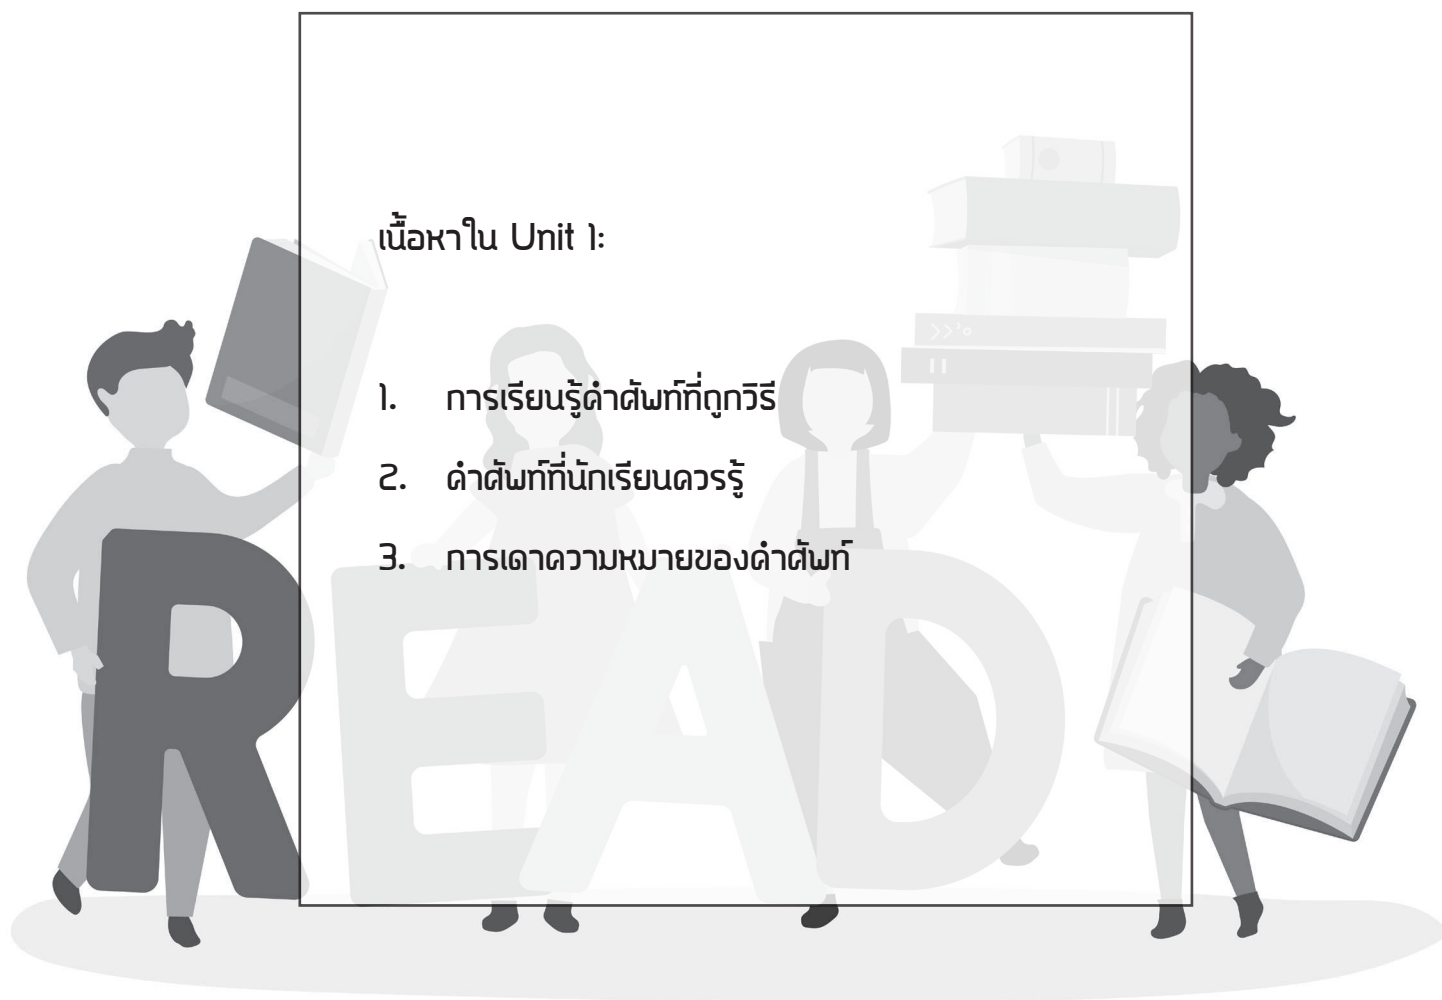 เนื้อหาใน Unit 1:
1. การเรียนรู้คำศัพท์ที่ถูกวิธี
2. คำศัพท์ที่นักเรียนควรรู้
3. การเดาความหมายของคำศัพท์
READ